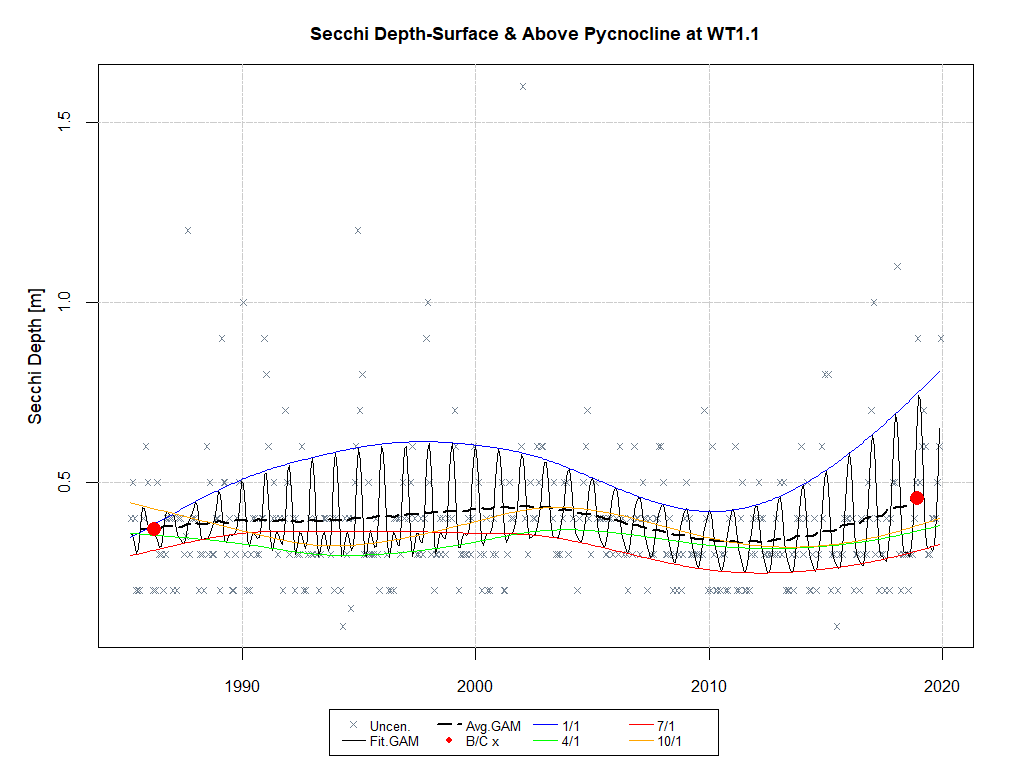 Secchi Depth-Surface & Above Pycnocline at WT1.1
Secchi Depth [m]
1.5
1.0
0.5
1990 2000 2010 2020
Uncen. Avg.GAM 1/1 7/1
Fit.GAM B/C x 4/1 10/1